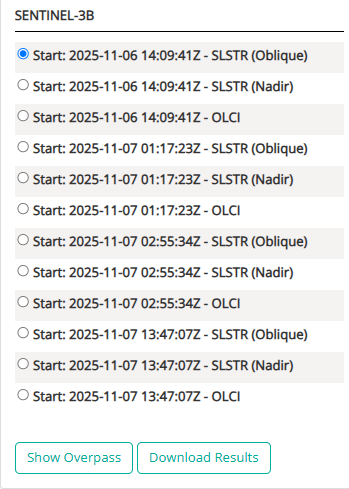 SENTINEL-3B
Start: 2025-11-06 14:09:41Z - SLSTR (Oblique)
Start: 2025-11-06 14:09:41Z - SLSTR (Nadir)
Start: 2025-11-06 14:09:41Z - OLCI
Start: 2025-11-07 01:17:23Z - SLSTR (Oblique)
Start: 2025-11-07 01:17:23Z - SLSTR (Nadir)
Start: 2025-11-07 01:17:23Z - OLCI
Start: 2025-11-07 02:55:34Z - SLSTR (Oblique)
Start: 2025-11-07 02:55:34Z - SLSTR (Nadir)
Start: 2025-11-07 02:55:34Z - OLCI
Start: 2025-11-07 13:47:07Z - SLSTR (Oblique)
Start: 2025-11-07 13:47:07Z - SLSTR (Nadir)
Start: 2025-11-07 13:47:07Z - OLCI
Show Overpass Download Results